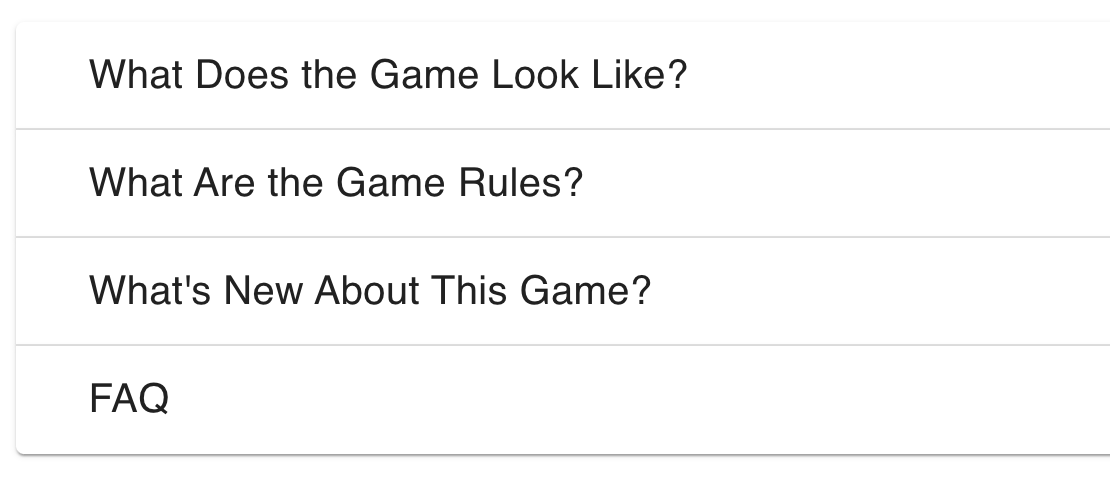 What Does the Game Look Like?
What Are the Game Rules?
What's New About This Game?
FAQ